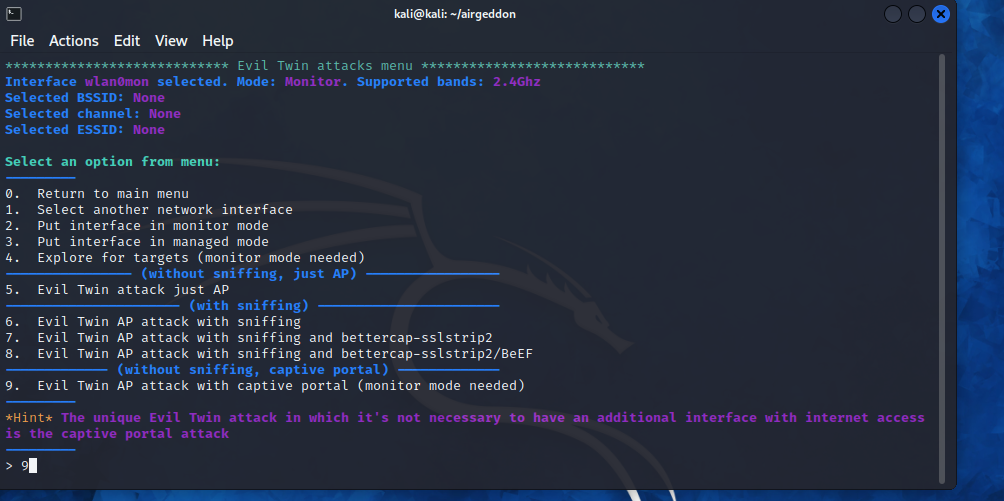 kali@kali: ~/airgeddon
File Actions Edit View Help
**************************** Evil Twin attacks menu ****************************
Interface wlan0mon selected. Mode: Monitor. Supported bands: 2.4Ghz
Selected BSSID: None
Selected channel: None
Selected ESSID: None
Select an option from menu:
0. Return to main menu
1. Select another network interface
2. Put interface in monitor mode
3. Put interface in managed mode
4. Explore for targets (monitor mode needed)
(without sniffing, just AP)
5. Evil Twin attack just AP
(with sniffing)
6. Evil Twin AP attack with sniffing
7. Evil Twin AP attack with sniffing and bettercap-sslstrip2
8. Evil Twin AP attack with sniffing and bettercap-sslstrip2/BeEF
(without sniffing, captive portal)
9. Evil Twin AP attack with captive portal (monitor mode needed)
*Hint* The unique Evil Twin attack in which it's not necessary to have an additional interface with internet access
is the captive portal attack
> 9